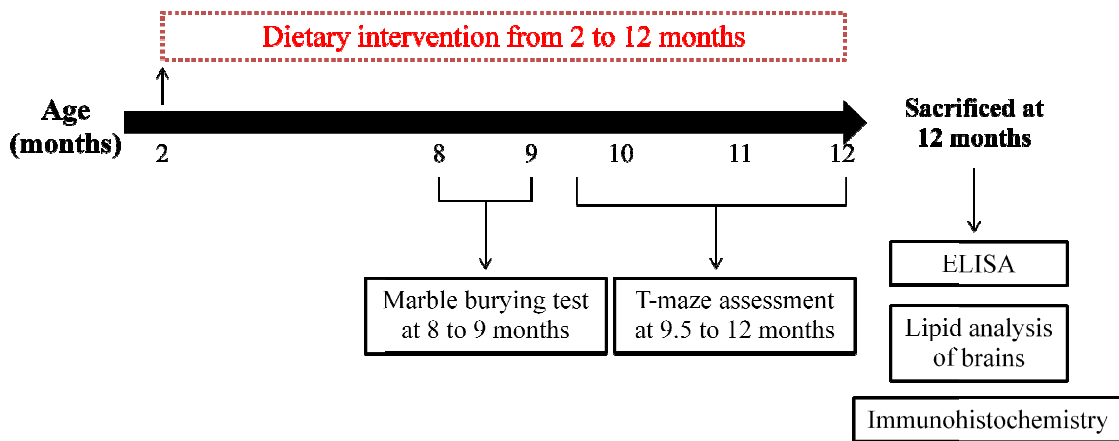 Dietary intervention from 2 to 12 months
Age
(months)
2
8
9
10
11
12
Sacrificed at
12 months
Marble burying test
at 8 to 9 months
T-maze assessment
at 9.5 to 12 months
ELISA
Lipid analysis
of brains
Immunohistochemistry